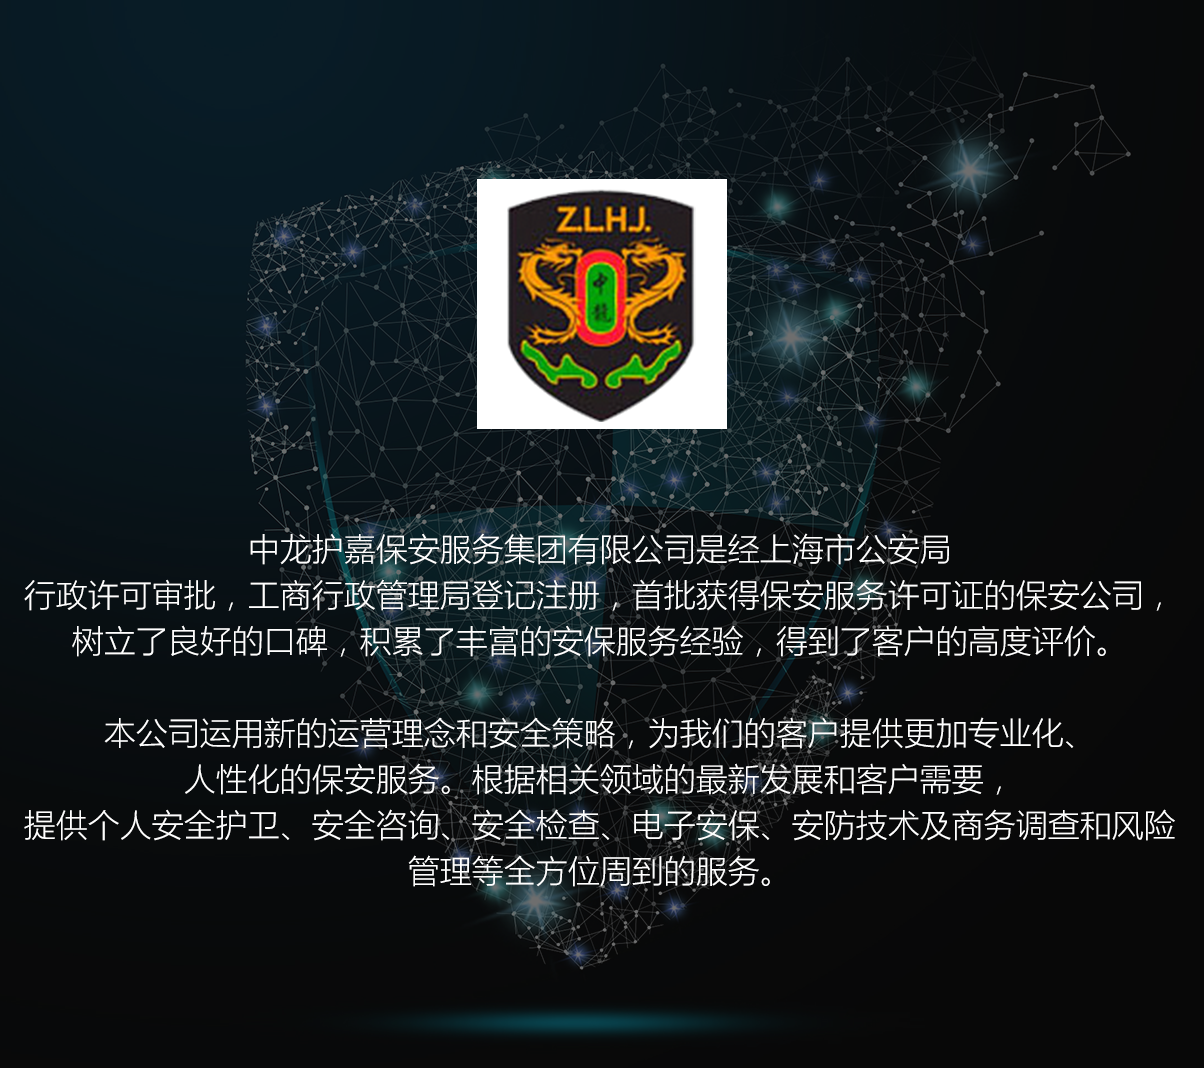 Z.L.H.J.
中龍
中龙护嘉保安服务集团有限公司是经上海市公安局
行政许可审批，工商行政管理局登记注册，首批获得保安服务许可证的保安公司，
树立了良好的口碑，积累了丰富的安保服务经验，得到了客户的高度评价。
本公司运用新的运营理念和安全策略，为我们的客户提供更加专业化、
人性化的保安服务。根据相关领域的最新发展和客户需要，
提供个人安全护卫、安全咨询、安全检查、电子安保、安防技术及商务调查和风险
管理等全方位周到的服务。